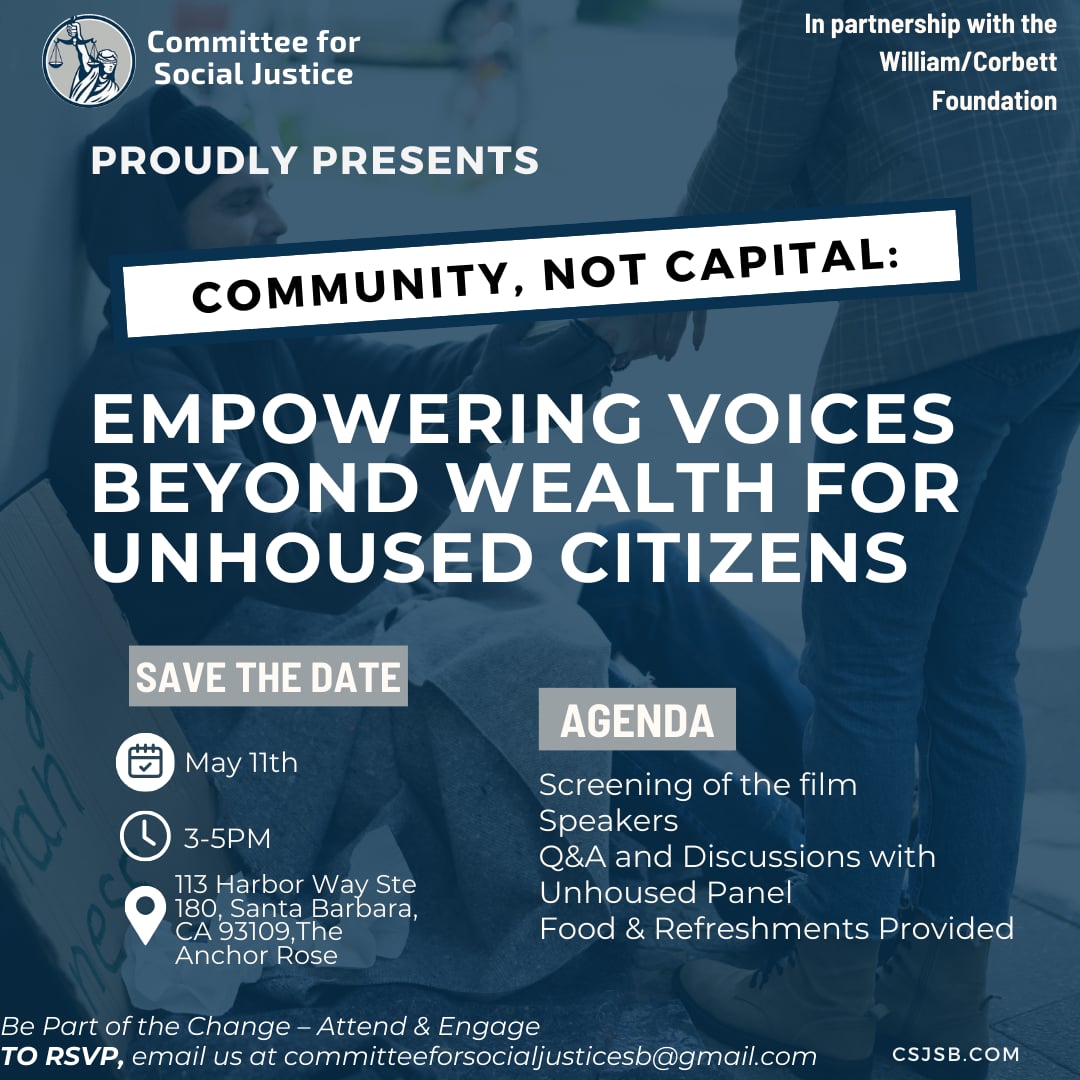 Committee for
Social Justice
In partnership with the
William/Corbett
Foundation
PROUDLY PRESENTS
COMMUNITY, NOT CAPITAL:
EMPOWERING VOICES
BEYOND WEALTH FOR
UNHOUSED CITIZENS
SAVE THE DATE
May 11th
3-5PM
113 Harbor Way Ste
180, Santa Barbara,
CA 93109,The
Anchor Rose
AGENDA
Screening of the film
Speakers
Q&A and Discussions with
Unhoused Panel
Food & Refreshments Provided
Be Part of the Change – Attend & Engage
TO RSVP, email us at committeeforsocialjusticesb@gmail.com
CSJSB.COM